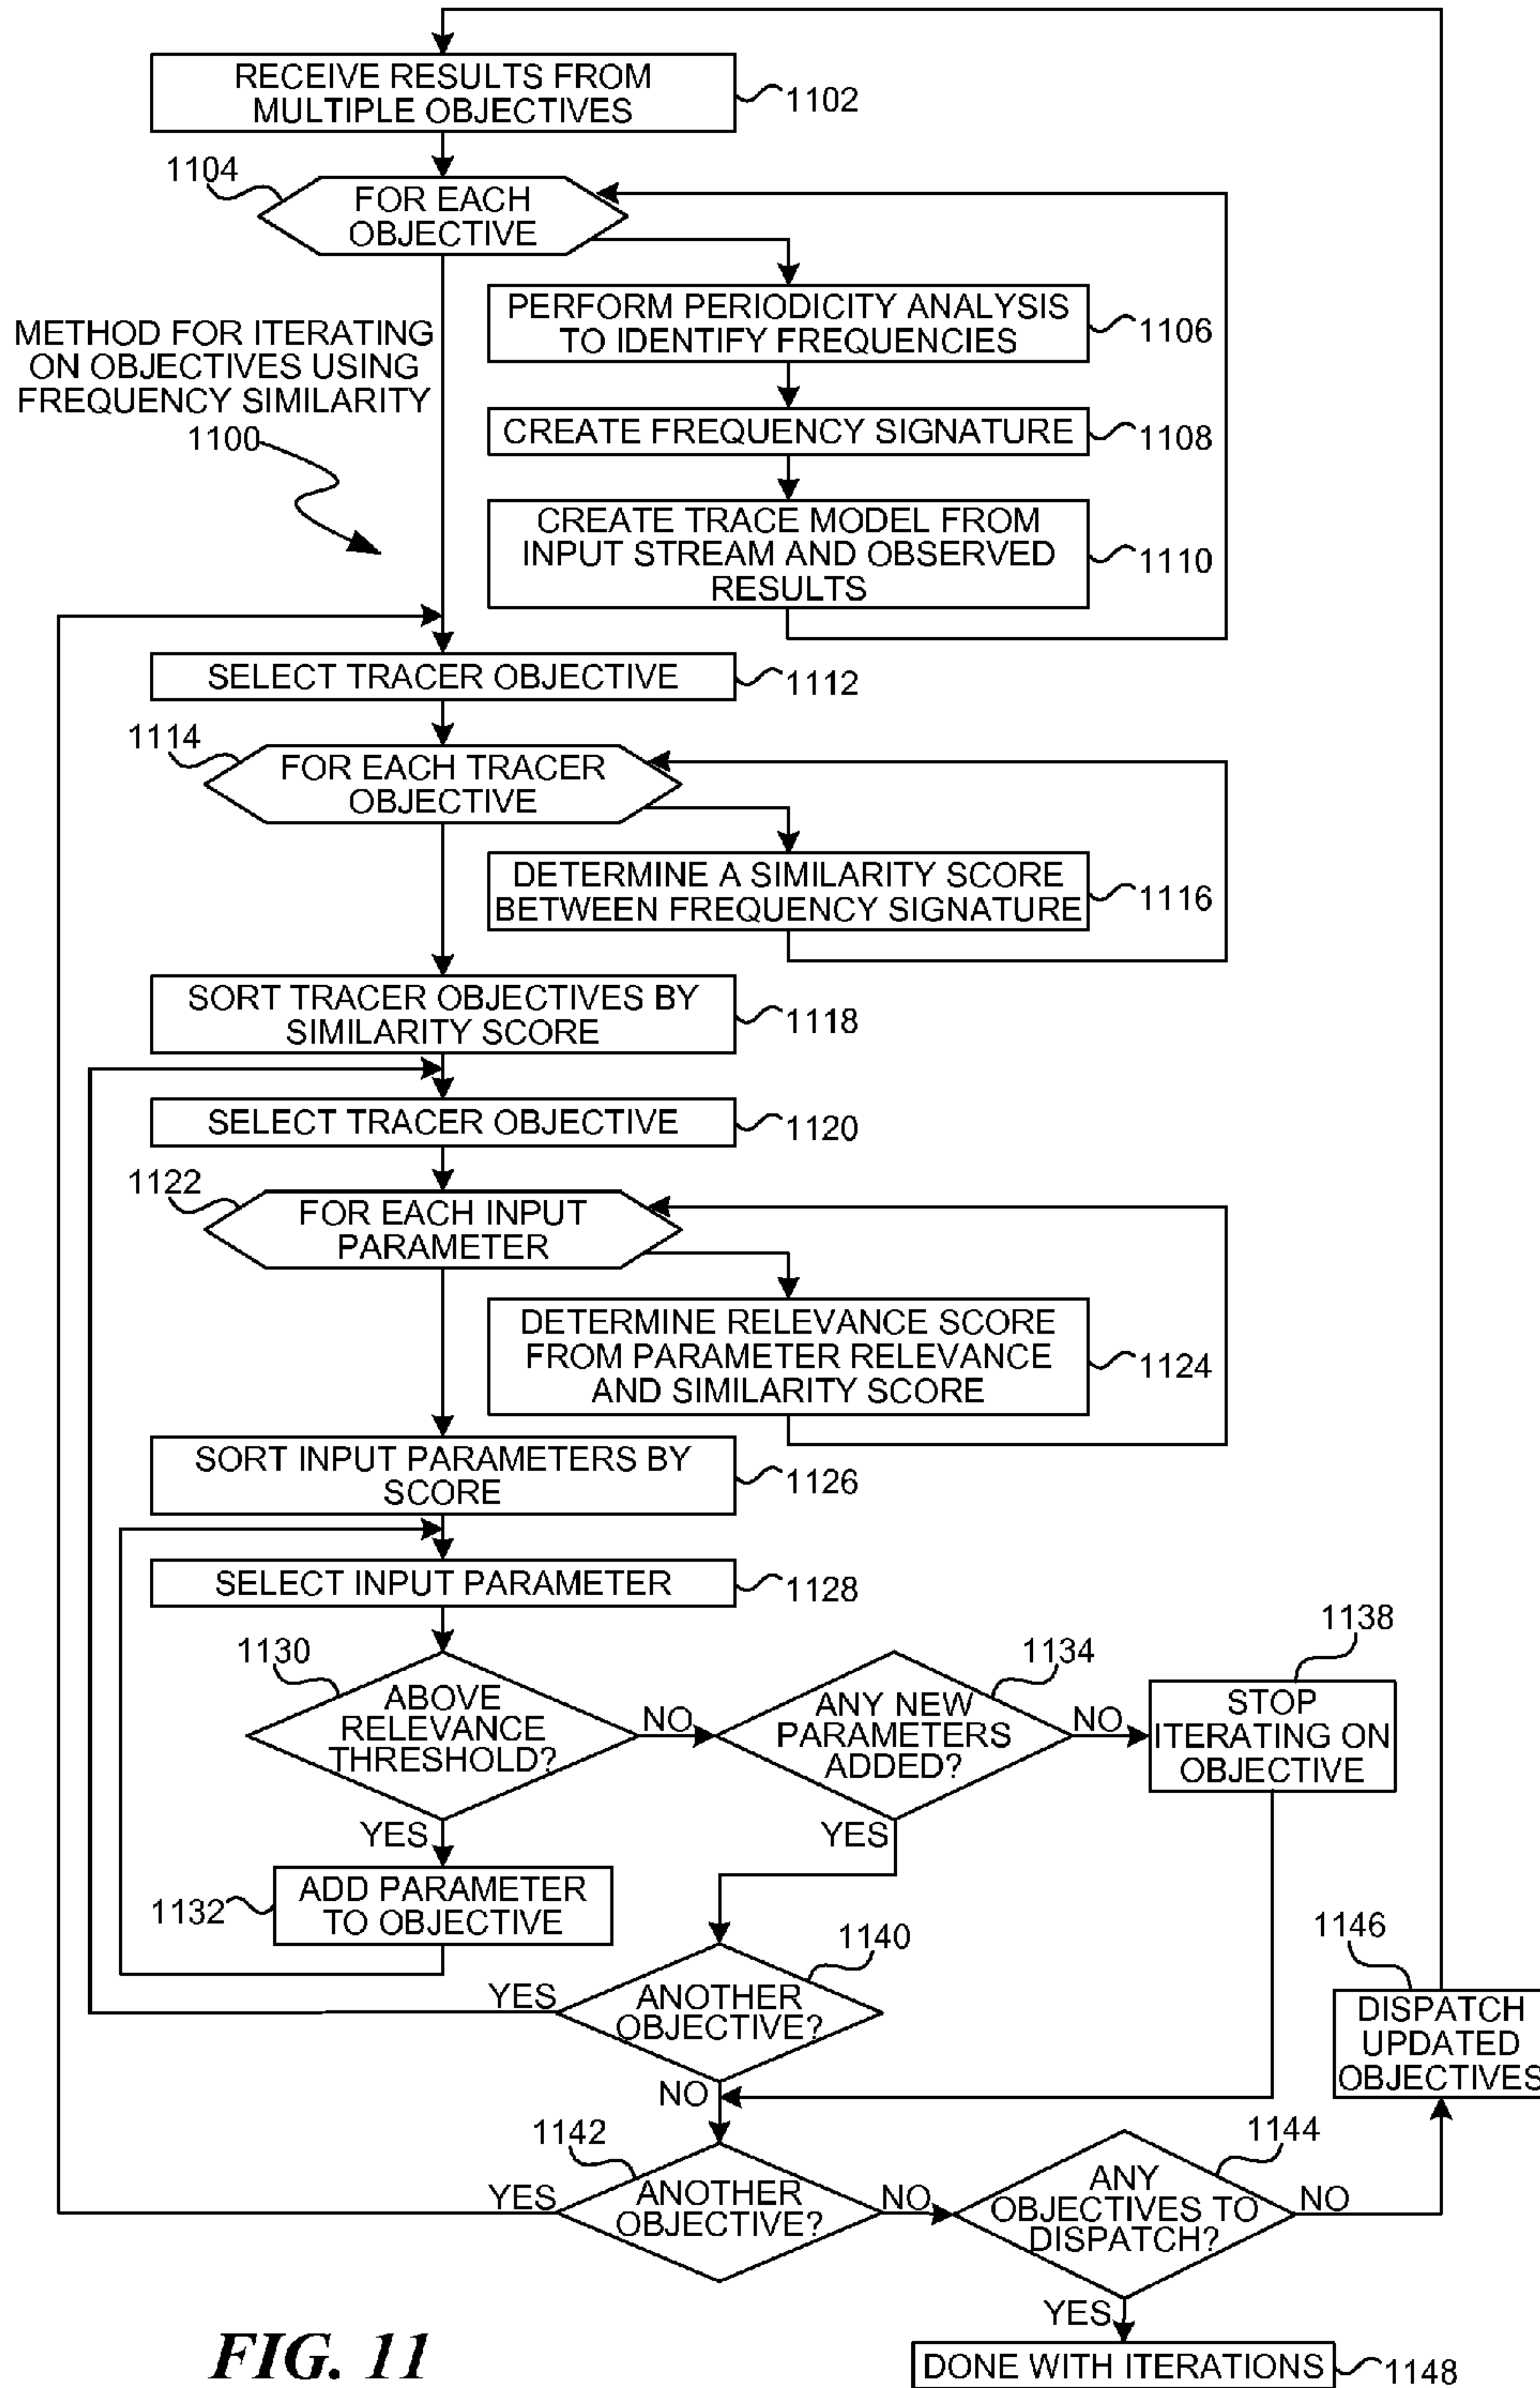 RECEIVE RESULTS FROM
MULTIPLE OBJECTIVES
1102
1104
FOR EACH
OBJECTIVE
METHOD FOR ITERATING
ON OBJECTIVES USING
FREQUENCY SIMILARITY
1100
PERFORM PERIODICITY ANALYSIS
TO IDENTIFY FREQUENCIES
1106
CREATE FREQUENCY SIGNATURE
1108
CREATE TRACE MODEL FROM
INPUT STREAM AND OBSERVED
RESULTS
1110
SELECT TRACER OBJECTIVE
1112
1114
FOR EACH TRACER
OBJECTIVE
DETERMINE A SIMILARITY SCORE
BETWEEN FREQUENCY SIGNATURE
1116
SORT TRACER OBJECTIVES BY
SIMILARITY SCORE
1118
SELECT TRACER OBJECTIVE
1120
1122
FOR EACH INPUT
PARAMETER
DETERMINE RELEVANCE SCORE
FROM PARAMETER RELEVANCE
AND SIMILARITY SCORE
1124
SORT INPUT PARAMETERS BY
SCORE
1126
SELECT INPUT PARAMETER
1128
1130
ABOVE
RELEVANCE
THRESHOLD?
NO
YES
1134
ANY NEW
PARAMETERS
ADDED?
NO
YES
1138
STOP
ITERATING ON
OBJECTIVE
1132
ADD PARAMETER
TO OBJECTIVE
1140
YES
ANOTHER
OBJECTIVE?
NO
1146
DISPATCH
UPDATED
OBJECTIVES
1142
YES
ANOTHER
OBJECTIVE?
NO
1144
ANY
OBJECTIVES TO
DISPATCH?
NO
YES
DONE WITH ITERATIONS
1148
FIG. 11